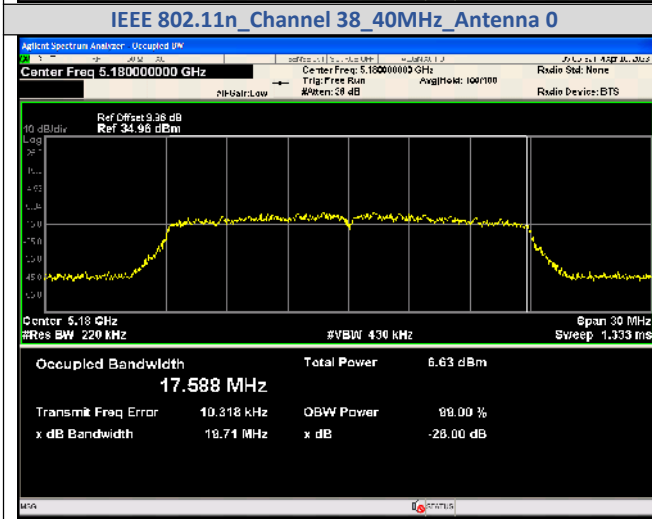 IEEE 802.11n_Channel 38_40MHz_Antenna 0
Agilent Spectrum Analyzer Occupied BW
Center Freq 5.180000000 GHz
Center Freq: 5.180000000 GHz
Radio Std: None
Trig: Free Run
Avg|Hold: 100/100
#IFGain:Low
#Atten: 30 dB
Radio Device: BTS
Ref Offset 9.96 dB
10 dB/div
Ref 34.96 dBm
Log
Center 5.18 GHz
Span 30 MHz
#Res BW 220 kHz
#VBW 430 kHz
Sweep 1.333 ms
Occupied Bandwidth
Total Power
6.63 dBm
17.588 MHz
Transmit Freq Error
10.318 kHz
OBW Power
99.00 %
x dB Bandwidth
19.71 MHz
x dB
-26.00 dB
MSG
STATUS